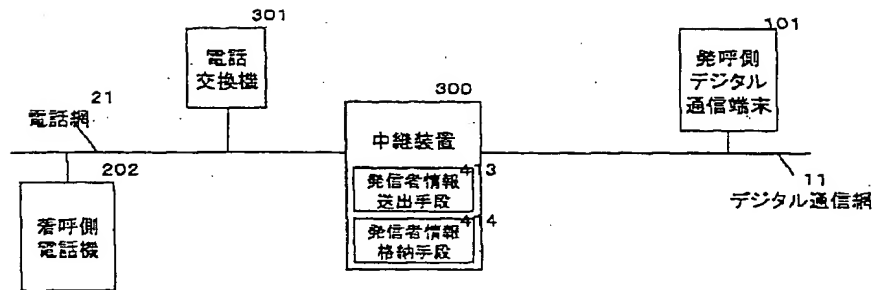 301
電話
交換機
101
発呼側
デジタル
通信端末
21
電話網
300
中継装置
413
発信者情報
送出手段
414
発信者情報
格納手段
202
着呼側
電話機
11
デジタル通信網